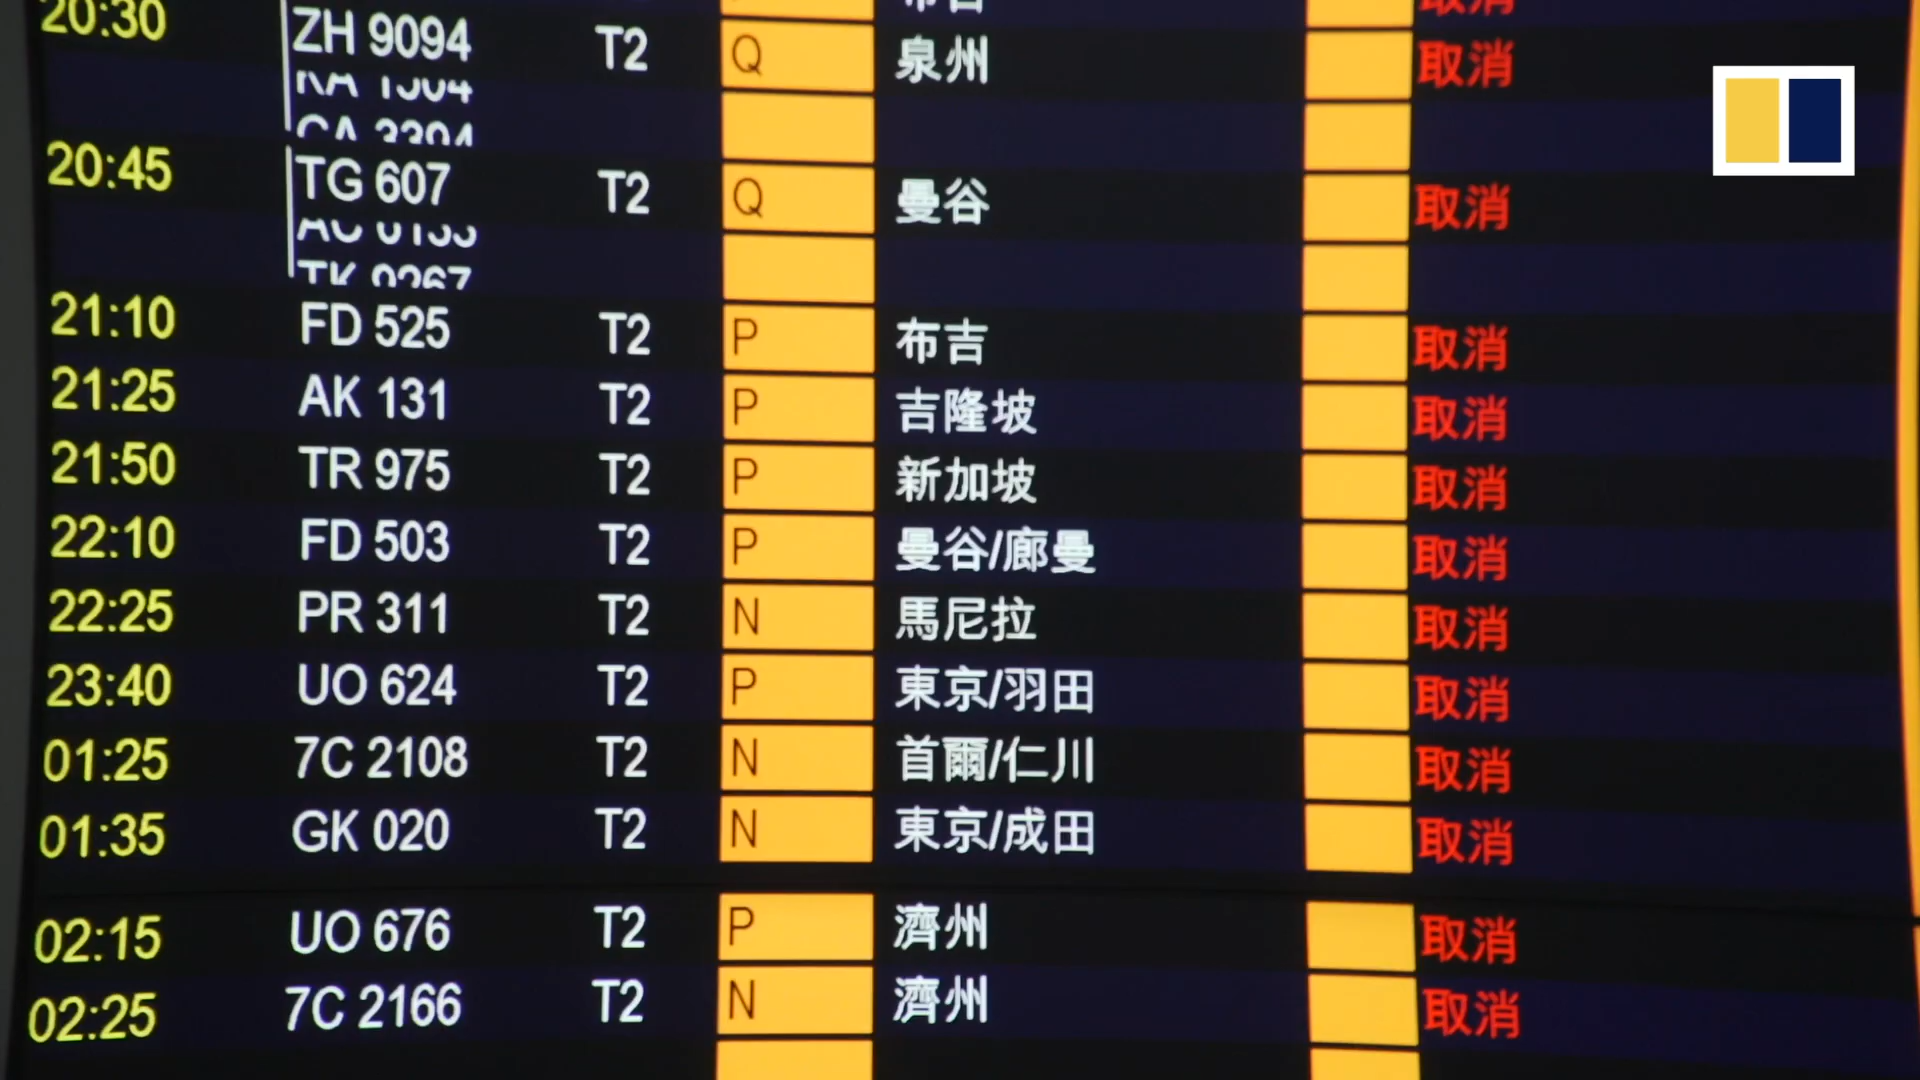 20:30 ZH 9094 T2 Q 泉州 取消
20:45 TG 607 T2 Q 曼谷 取消
21:10 FD 525 T2 P 布吉 取消
21:25 AK 131 T2 P 吉隆坡 取消
21:50 TR 975 T2 P 新加坡 取消
22:10 FD 503 T2 P 曼谷/廊曼 取消
22:25 PR 311 T2 N 馬尼拉 取消
23:40 UO 624 T2 P 東京/羽田 取消
01:25 7C 2108 T2 N 首爾/仁川 取消
01:35 GK 020 T2 N 東京/成田 取消
02:15 UO 676 T2 P 濟州 取消
02:25 7C 2166 T2 N 濟州 取消